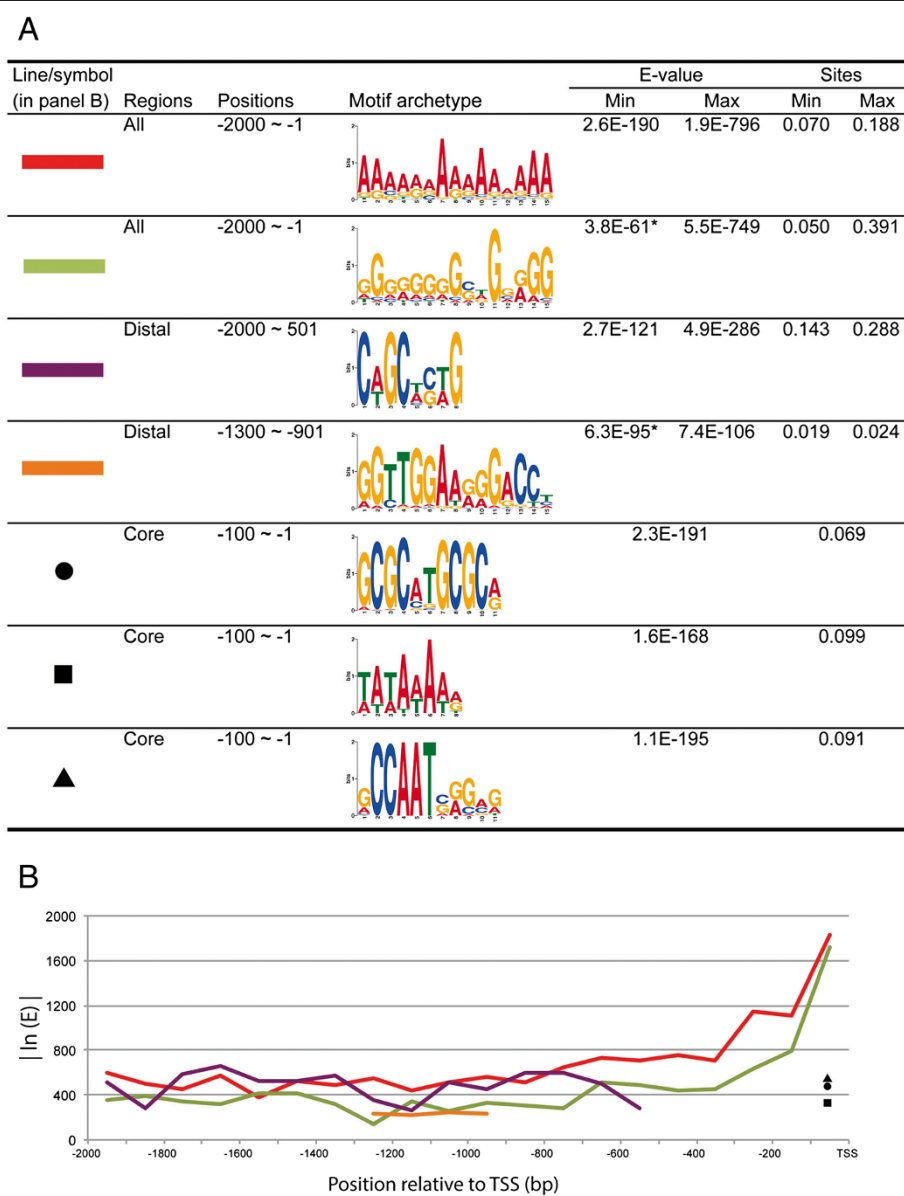 A
Line/symbol
(in panel B) Regions Positions Motif archetype E-value Sites
Min Max Min Max
All -2000 ~ -1 2.6E-190 1.9E-796 0.070 0.188
All -2000 ~ -1 3.8E-61* 5.5E-749 0.050 0.391
Distal -2000 ~ 501 2.7E-121 4.9E-286 0.143 0.288
Distal -1300 ~ -901 6.3E-95* 7.4E-106 0.019 0.024
Core -100 ~ -1 2.3E-191 0.069
Core -100 ~ -1 1.6E-168 0.099
Core -100 ~ -1 1.1E-195 0.091
B
| ln (E) |
2000
1600
1200
800
400
0
-2000 -1800 -1600 -1400 -1200 -1000 -800 -600 -400 -200 TSS
Position relative to TSS (bp)